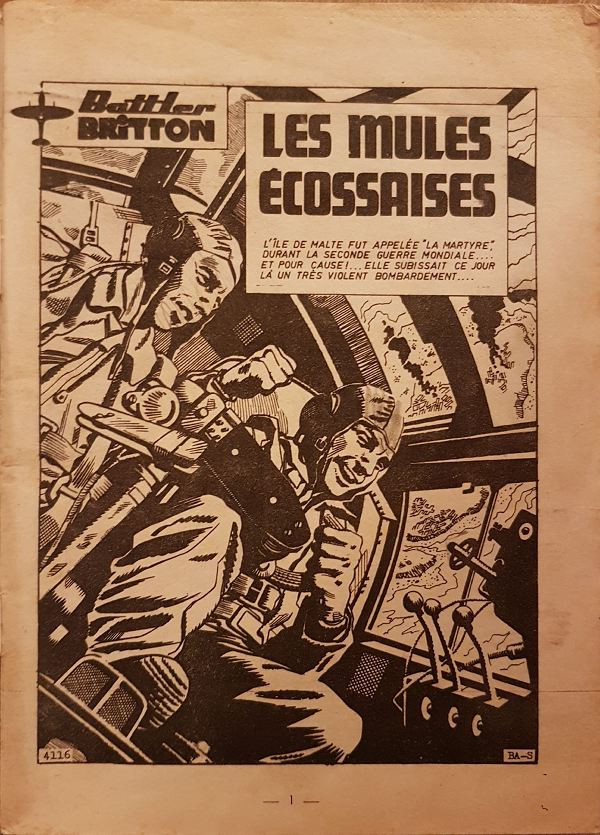 Battler
BRITTON
LES MULES
ÉCOSSAISES
L'ÎLE DE MALTE FUT APPELÉE "LA MARTYRE",
DURANT LA SECONDE GUERRE MONDIALE....
ET POUR CAUSE!... ELLE SUBISSAIT CE JOUR
LÀ UN TRÈS VIOLENT BOMBARDEMENT....
4116
BA-S
— 1 —